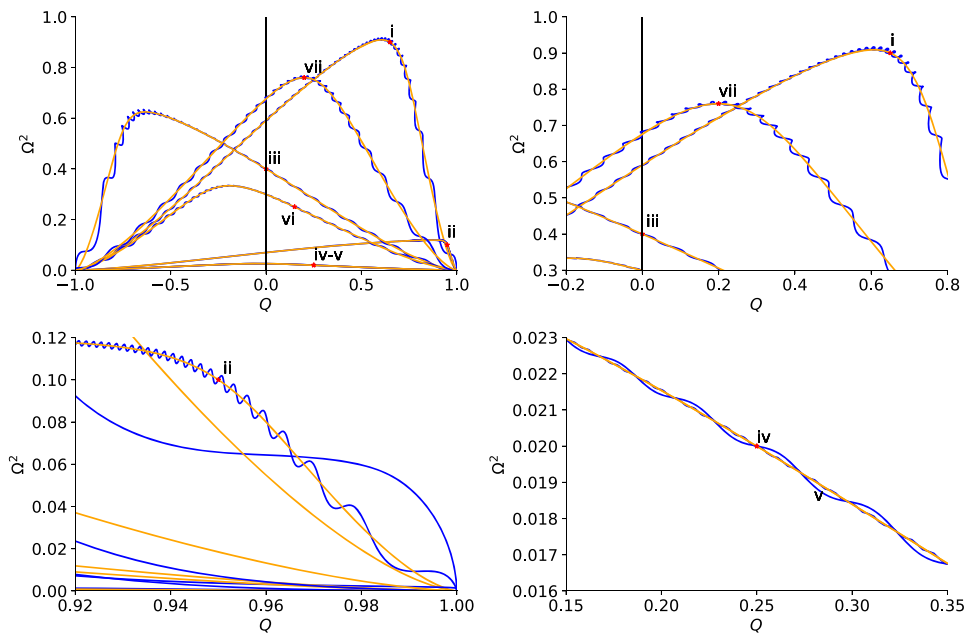 1.0
0.8
0.6
0.4
0.2
0.0
Ω²
−1.0 −0.5 0.0 0.5 1.0
Q
i
vii
iii
vi
ii
iv-v
1.0
0.9
0.8
0.7
0.6
0.5
0.4
0.3
Ω²
−0.2 0.0 0.2 0.4 0.6 0.8
Q
i
vii
iii
0.12
0.10
0.08
0.06
0.04
0.02
0.00
Ω²
0.92 0.94 0.96 0.98 1.00
Q
ii
0.023
0.022
0.021
0.020
0.019
0.018
0.017
0.016
Ω²
0.15 0.20 0.25 0.30 0.35
Q
iv
v